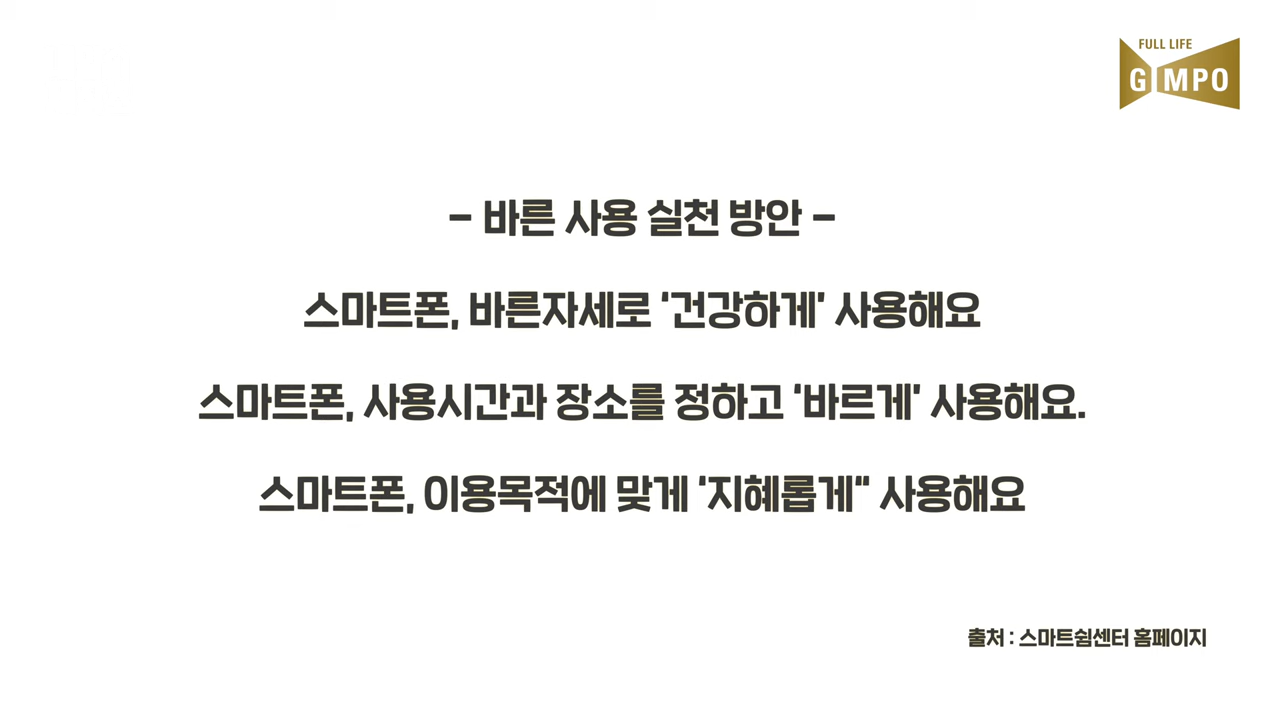 FULL LIFE
GIMPO
- 바른 사용 실천 방안 -
스마트폰, 바른자세로 ‘건강하게’ 사용해요
스마트폰, 사용시간과 장소를 정하고 ‘바르게’ 사용해요.
스마트폰, 이용목적에 맞게 ‘지혜롭게“ 사용해요
출처 : 스마트쉼센터 홈페이지